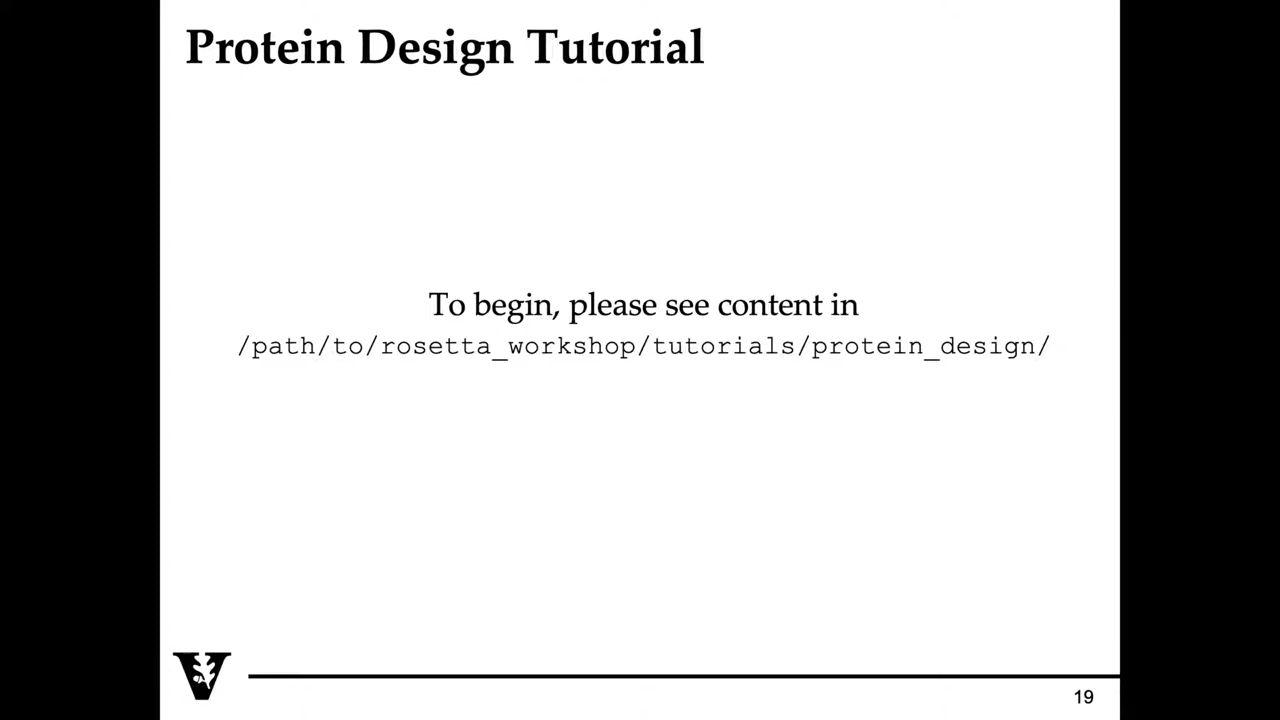 Protein Design Tutorial
To begin, please see content in
/path/to/rosetta_workshop/tutorials/protein_design/
V
19